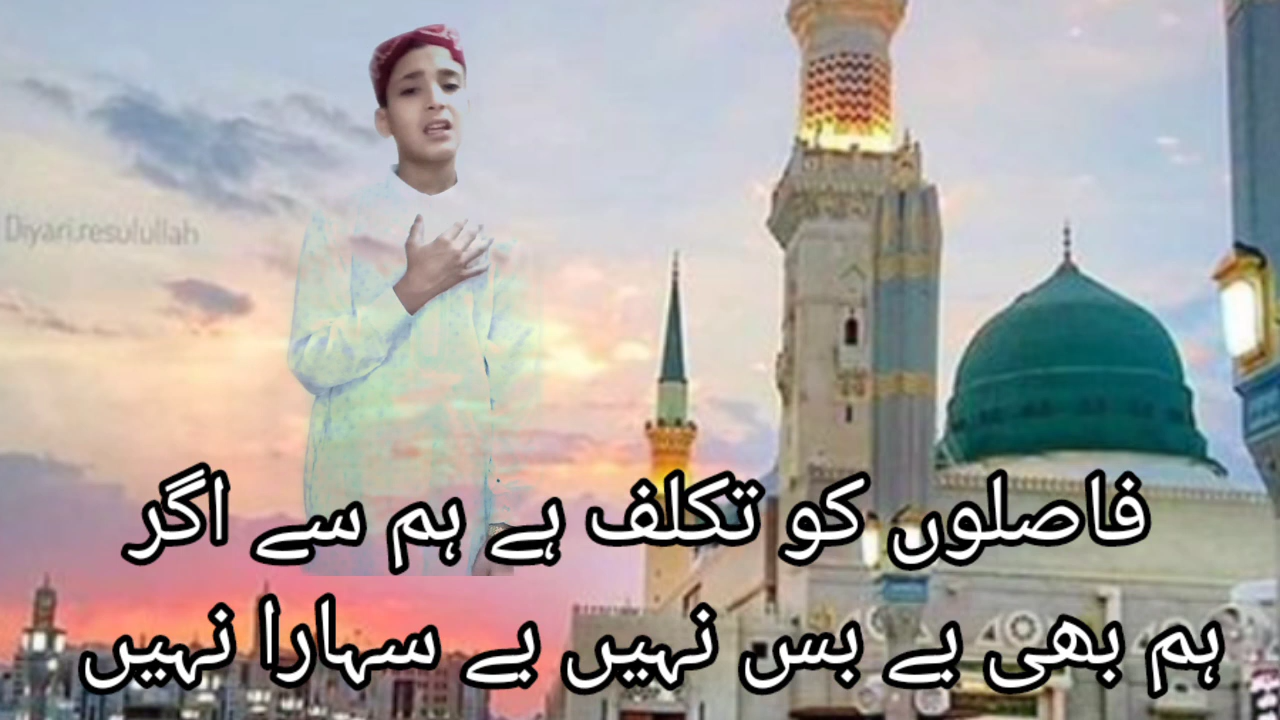 Diyari.resulullah
فاصلوں کو تکلف ہے ہم سے اگر
ہم بھی بے بس نہیں بے سہارا نہیں